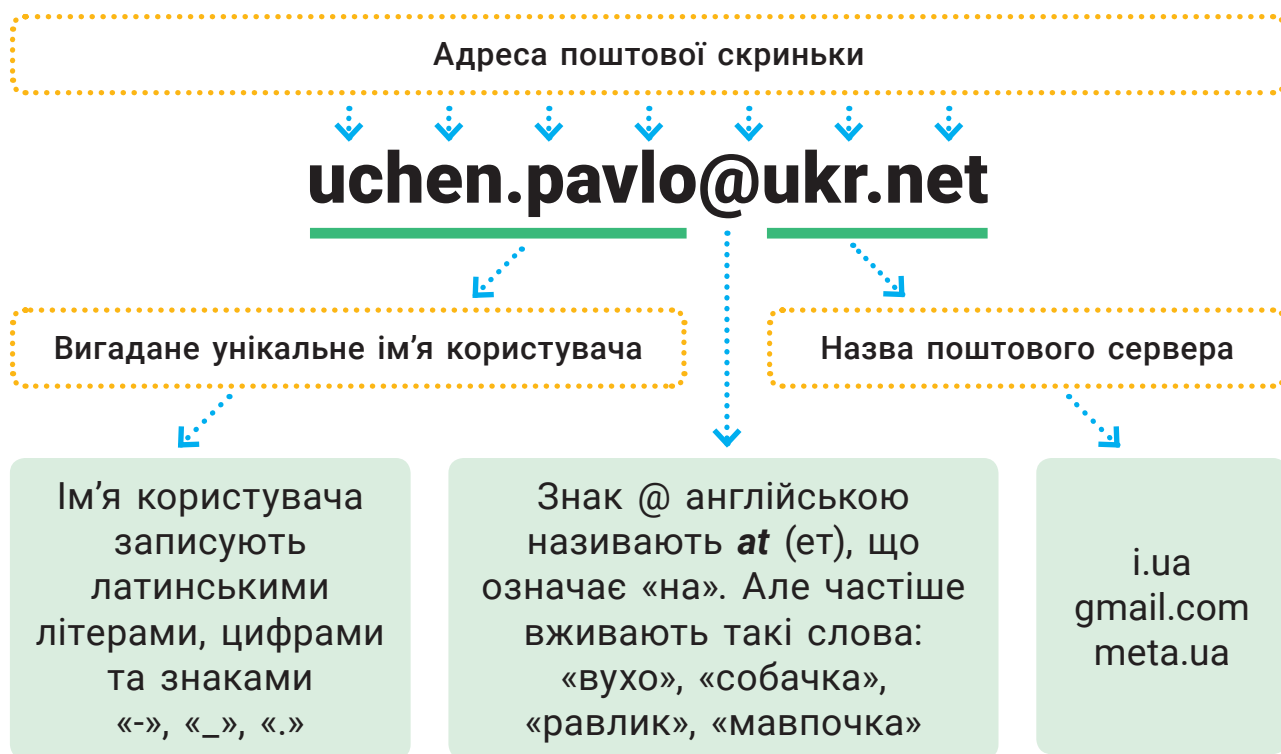 Адреса поштової скриньки
uchen.pavlo@ukr.net
Вигадане унікальне ім’я користувача
Назва поштового сервера
Ім’я користувача
записують
латинськими
літерами, цифрами
та знаками
«-», «_», «.»
Знак @ англійською
називають at (ет), що
означає «на». Але частіше
вживають такі слова:
«вухо», «собачка»,
«равлик», «мавпочка»
i.ua
gmail.com
meta.ua